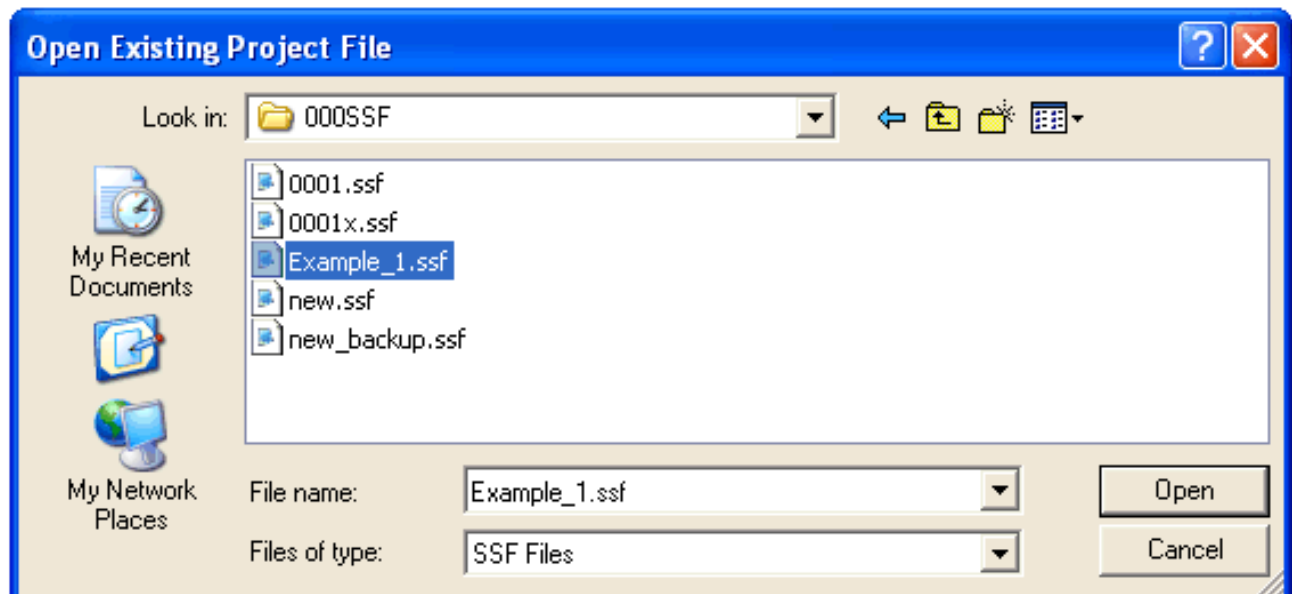 Open Existing Project File
Look in: 000SSF
0001.ssf
0001x.ssf
Example_1.ssf
new.ssf
new_backup.ssf
My Recent
Documents
My Network
Places
File name: Example_1.ssf Open
Files of type: SSF Files Cancel